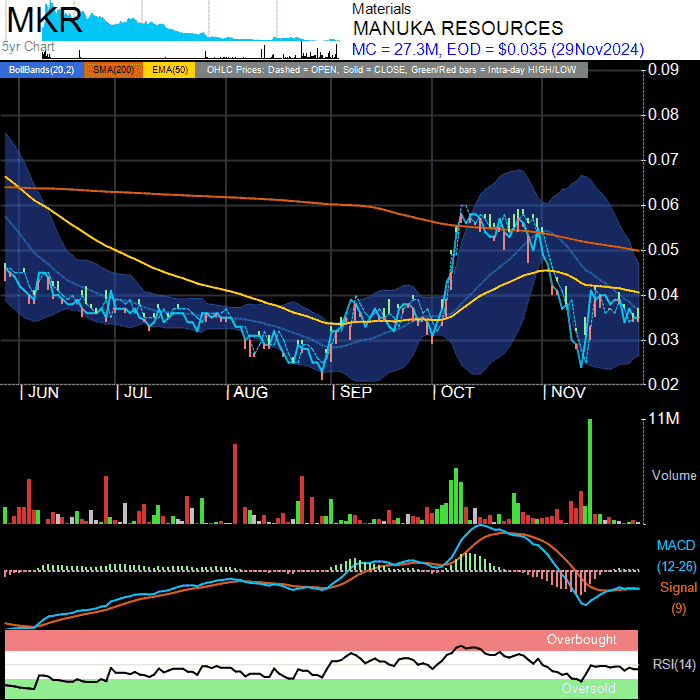 MKR
5yr Chart
Materials
MANUKA RESOURCES
MC = 27.3M, EOD = $0.035 (29Nov2024)
BollBands(20,2) SMA(200) EMA(50) OHLC Prices: Dashed = OPEN, Solid = CLOSE, Green/Red bars = Intra-day HIGH/LOW
0.09
0.08
0.07
0.06
0.05
0.04
0.03
0.02
| JUN | JUL | AUG | SEP | OCT | NOV
11M
Volume
MACD
(12-26)
Signal
(9)
Overbought
RSI(14)
Oversold